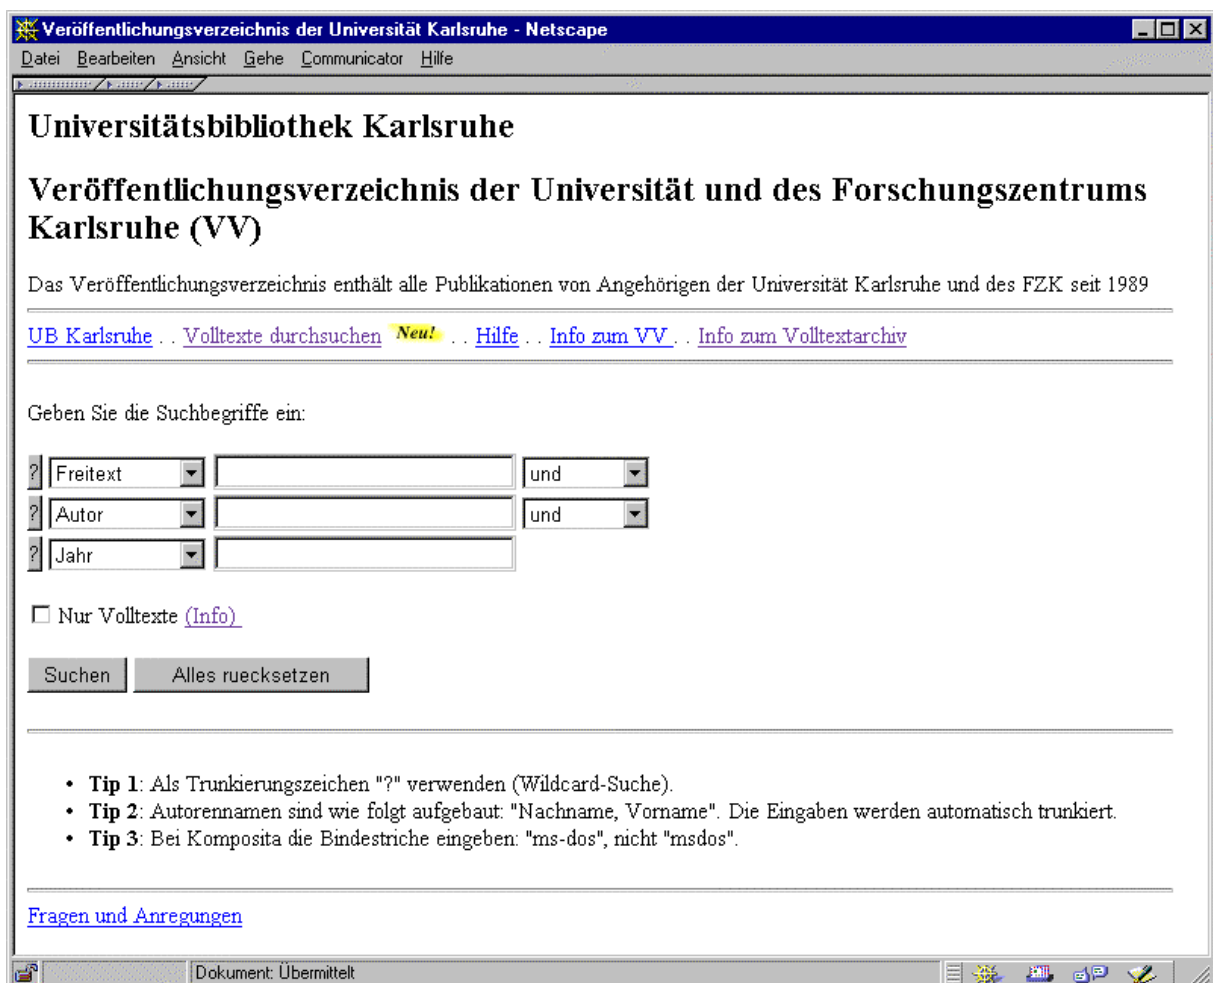 Veröffentlichungsverzeichnis der Universität Karlsruhe - Netscape
Datei Bearbeiten Ansicht Gehe Communicator Hilfe
Universitätsbibliothek Karlsruhe
Veröffentlichungsverzeichnis der Universität und des Forschungszentrums
Karlsruhe (VV)
Das Veröffentlichungsverzeichnis enthält alle Publikationen von Angehörigen der Universität Karlsruhe und des FZK seit 1989
UB Karlsruhe . . Volltexte durchsuchen Neu! . . Hilfe . . Info zum VV . . Info zum Volltextarchiv
Geben Sie die Suchbegriffe ein:
? Freitext und
? Autor und
? Jahr
Nur Volltexte (Info)
Suchen Alles ruecksetzen
• Tip 1: Als Trunkierungszeichen "?" verwenden (Wildcard-Suche).
• Tip 2: Autorennamen sind wie folgt aufgebaut: "Nachname, Vorname". Die Eingaben werden automatisch trunkiert.
• Tip 3: Bei Komposita die Bindestriche eingeben: "ms-dos", nicht "msdos".
Fragen und Anregungen
Dokument: Übermittelt